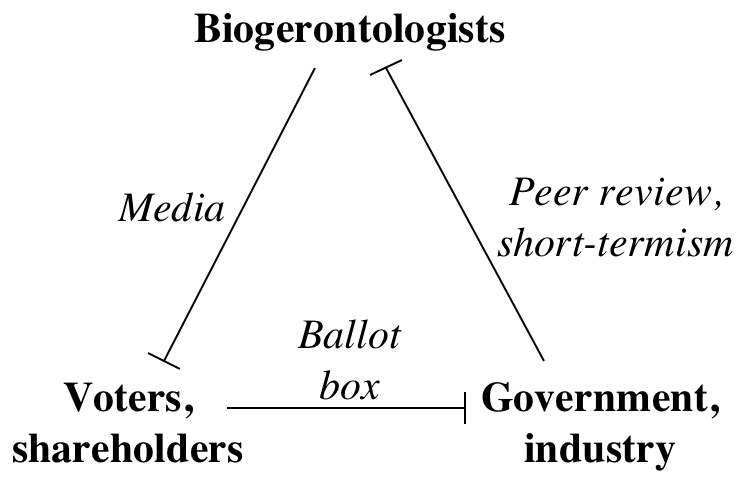 Biogerontologists
Media
Peer review,
short-termism
Ballot
box
Voters,
shareholders
Government,
industry